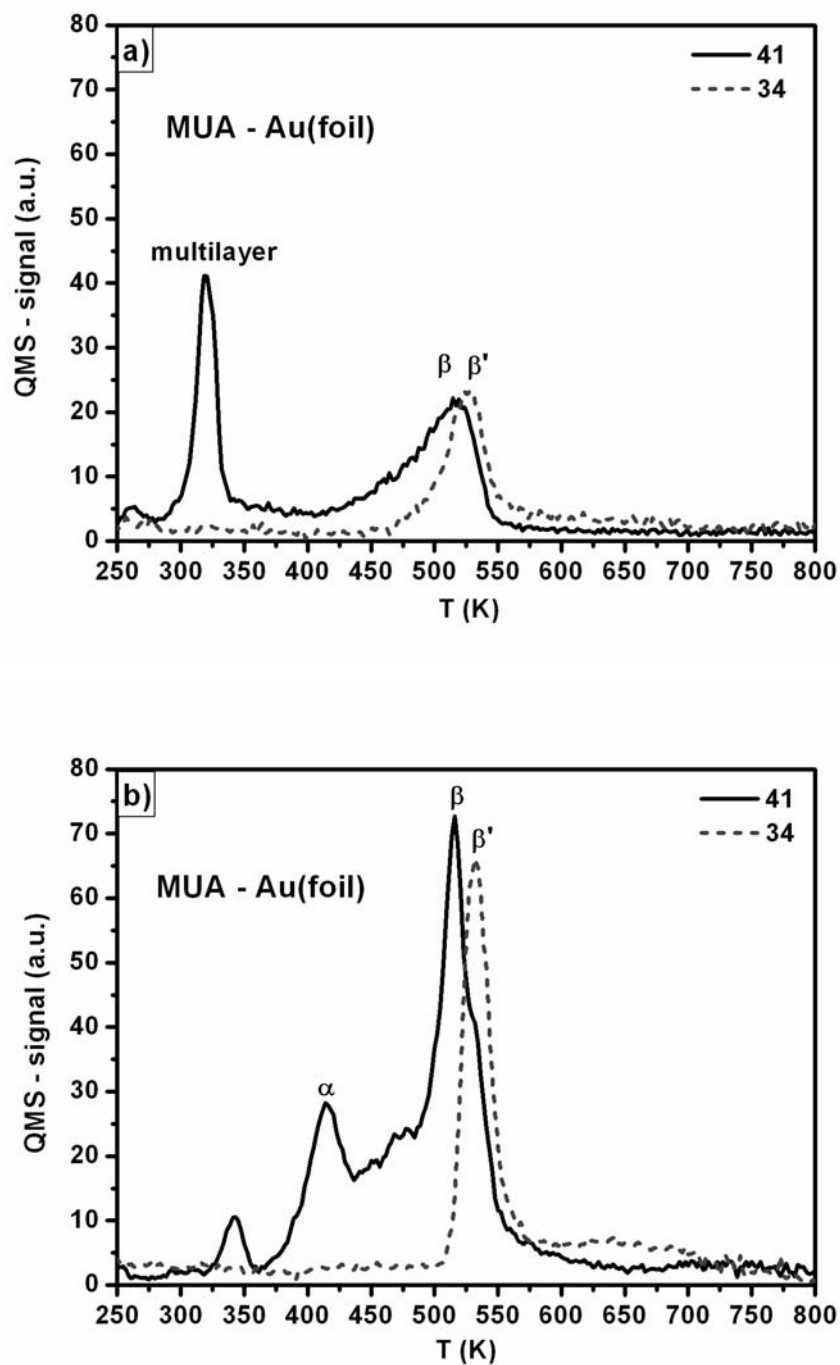 a)
41
34
MUA - Au(foil)
multilayer
β β'
QMS - signal (a.u.)
80
70
60
50
40
30
20
10
0
250 300 350 400 450 500 550 600 650 700 750 800
T (K)
b)
41
34
MUA - Au(foil)
β
β'
α
QMS - signal (a.u.)
80
70
60
50
40
30
20
10
0
250 300 350 400 450 500 550 600 650 700 750 800
T (K)